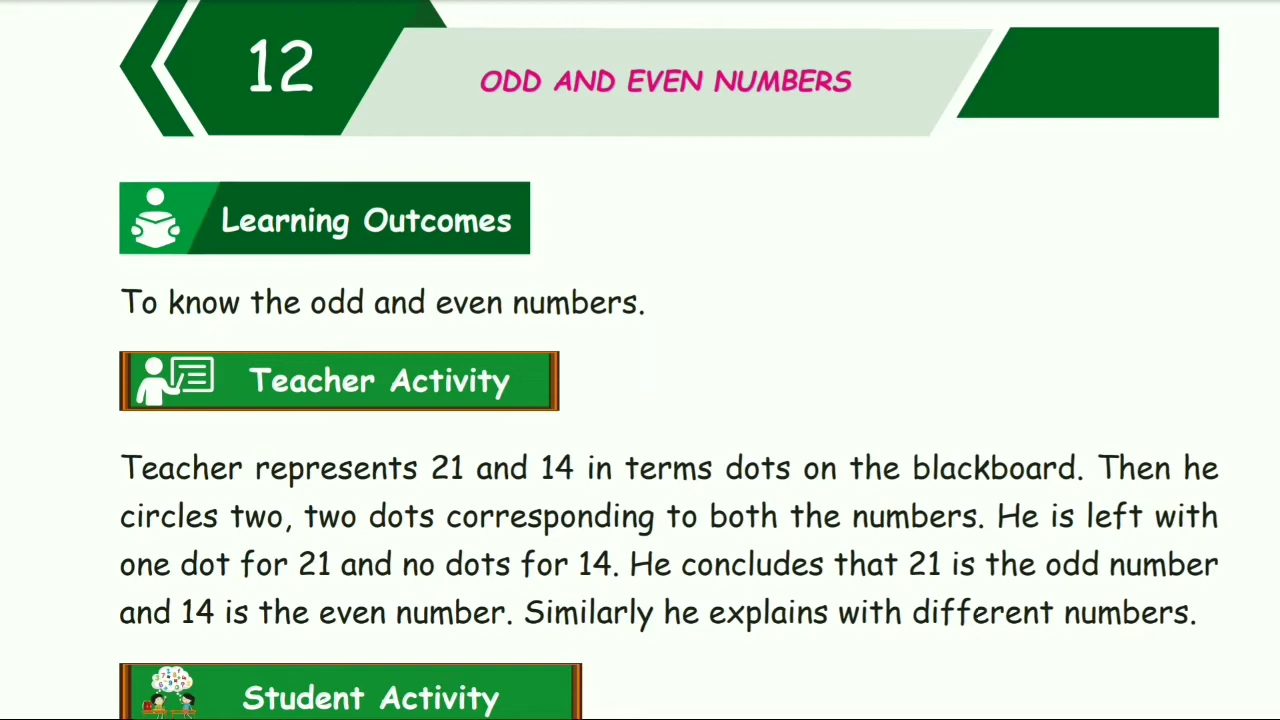 12
ODD AND EVEN NUMBERS
Learning Outcomes
To know the odd and even numbers.
Teacher Activity
Teacher represents 21 and 14 in terms dots on the blackboard. Then he
circles two, two dots corresponding to both the numbers. He is left with
one dot for 21 and no dots for 14. He concludes that 21 is the odd number
and 14 is the even number. Similarly he explains with different numbers.
Student Activity